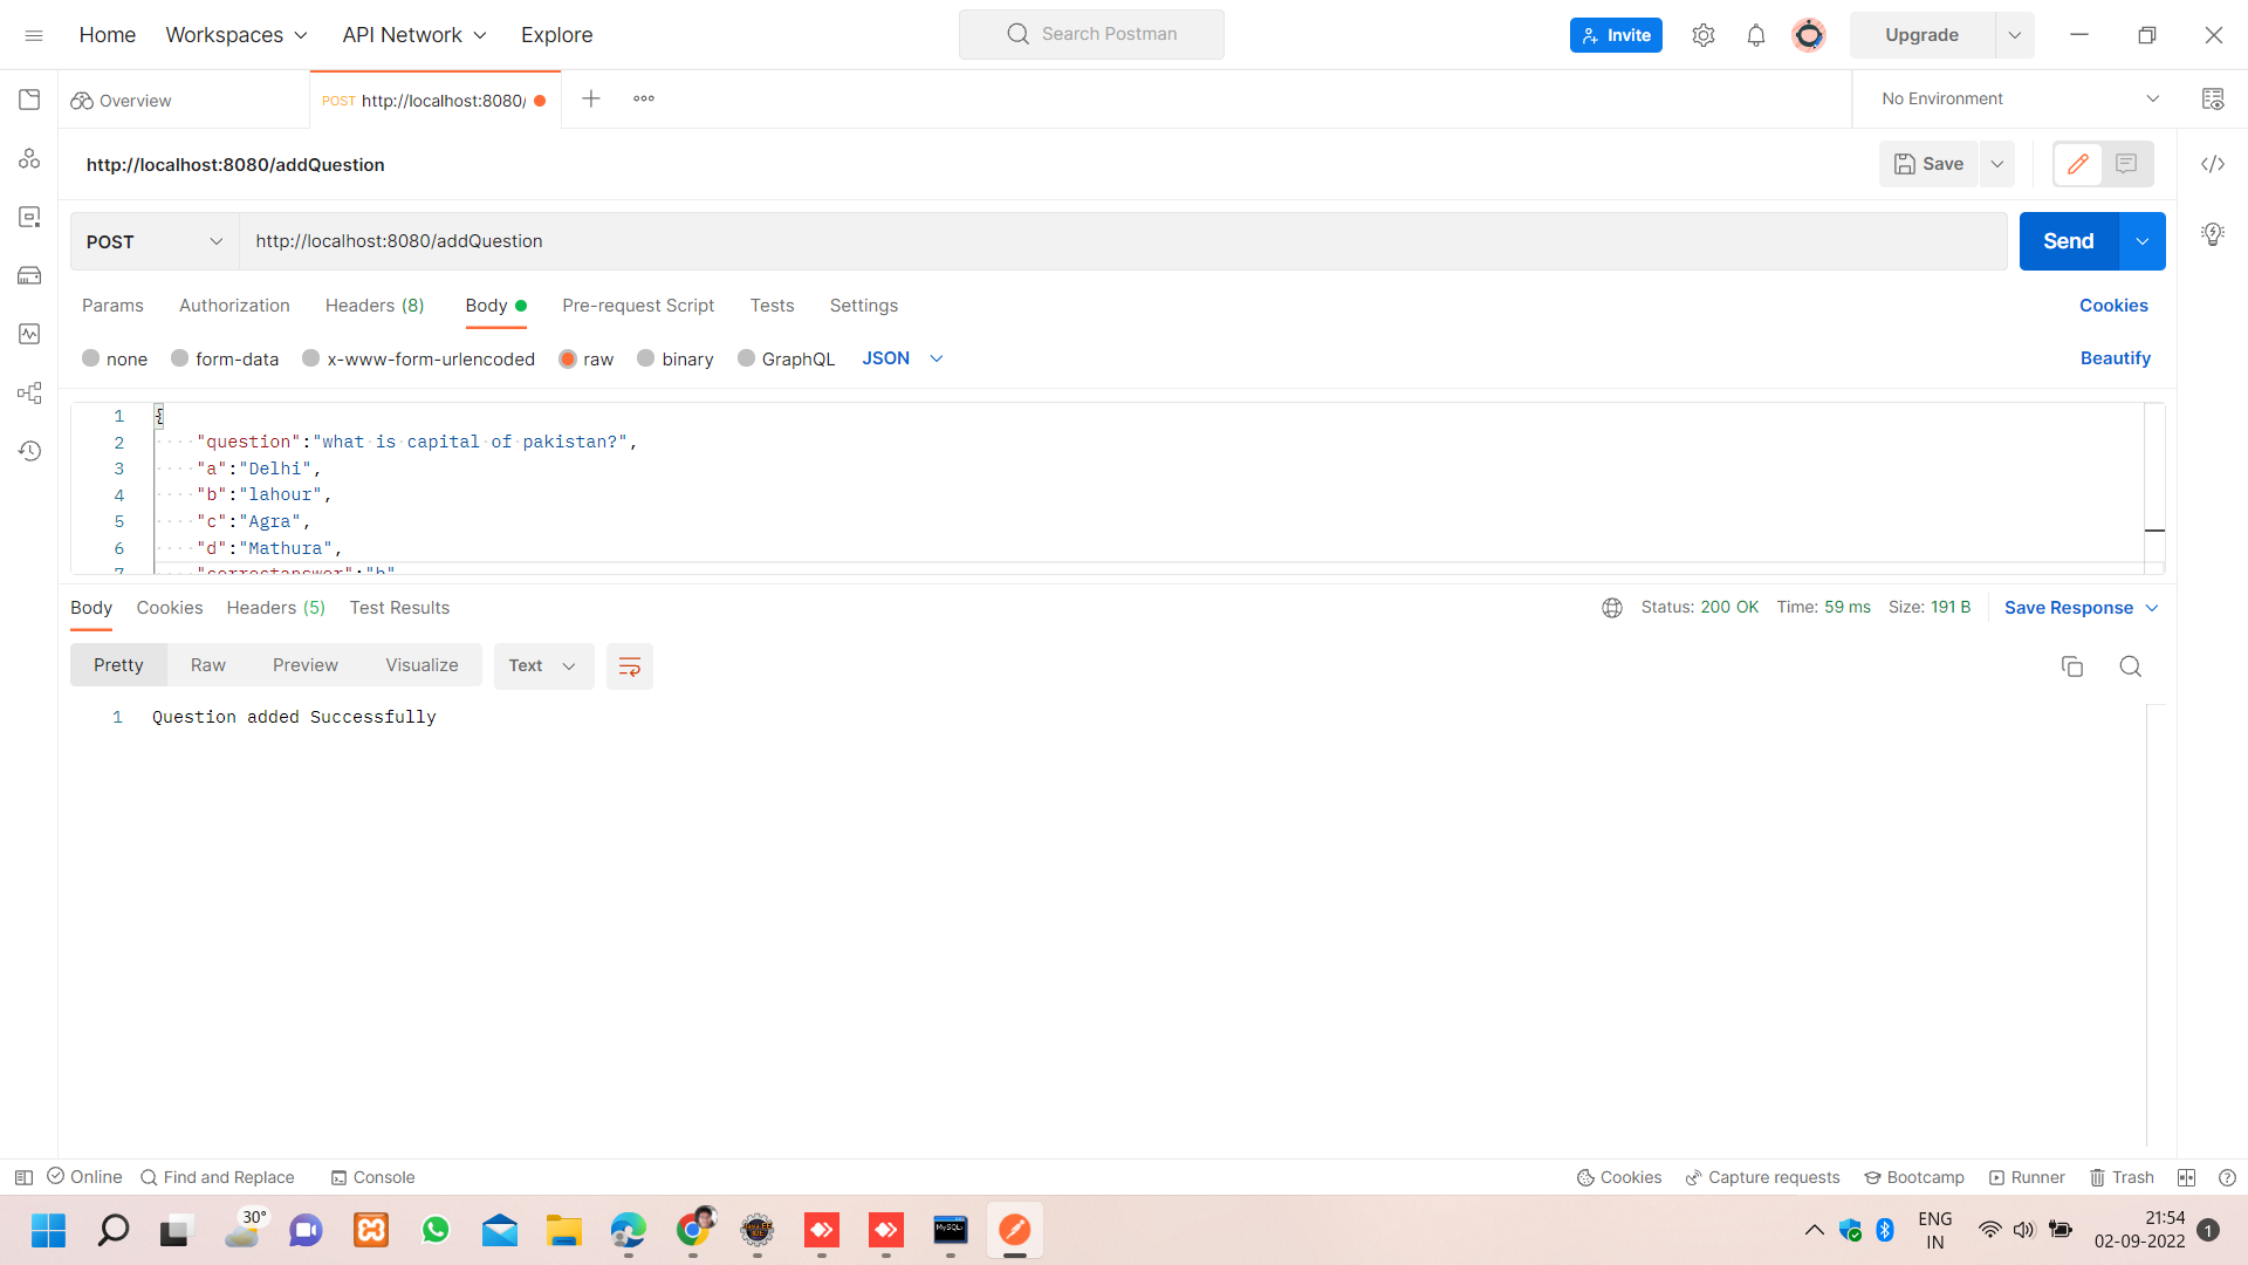 Home Workspaces API Network Explore Search Postman Invite Upgrade
Overview POST http://localhost:8080/ No Environment
http://localhost:8080/addQuestion Save
POST http://localhost:8080/addQuestion Send
Params Authorization Headers (8) Body Pre-request Script Tests Settings Cookies
none form-data x-www-form-urlencoded raw binary GraphQL JSON Beautify
1 {
2 "question":"what is capital of pakistan?",
3 "a":"Delhi",
4 "b":"lahour",
5 "c":"Agra",
6 "d":"Mathura",
7 "correctanswer":"b"
Body Cookies Headers (5) Test Results Status: 200 OK Time: 59 ms Size: 191 B Save Response
Pretty Raw Preview Visualize Text
1 Question added Successfully
Online Find and Replace Console Cookies Capture requests Bootcamp Runner Trash
30° MySQL ENG 21:54 1
IN 02-09-2022